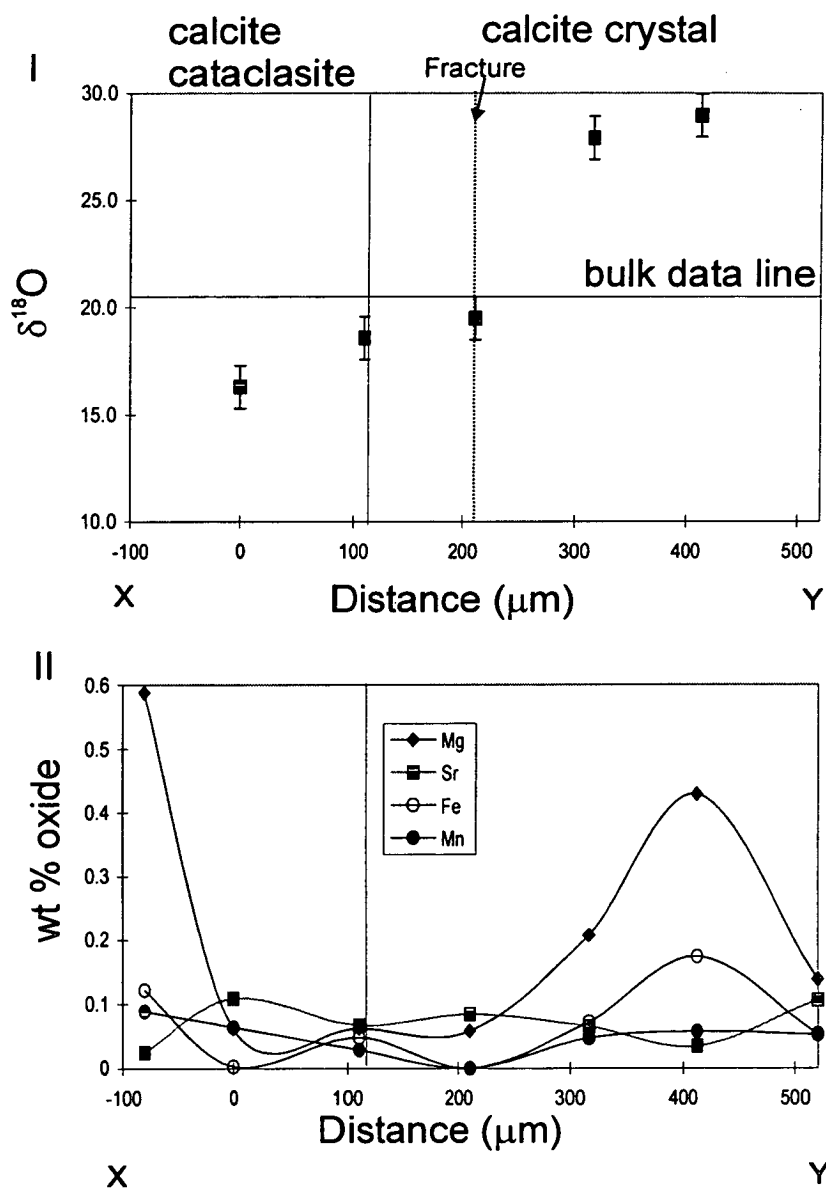 I
calcite cataclasite
calcite crystal
Fracture
30.0
25.0
20.0
15.0
10.0
δ18O
bulk data line
-100 0 100 200 300 400 500
X Distance (μm) Y
II
0.6
0.5
0.4
0.3
0.2
0.1
0
wt % oxide
Mg
Sr
Fe
Mn
-100 0 100 200 300 400 500
Distance (μm)
X Y